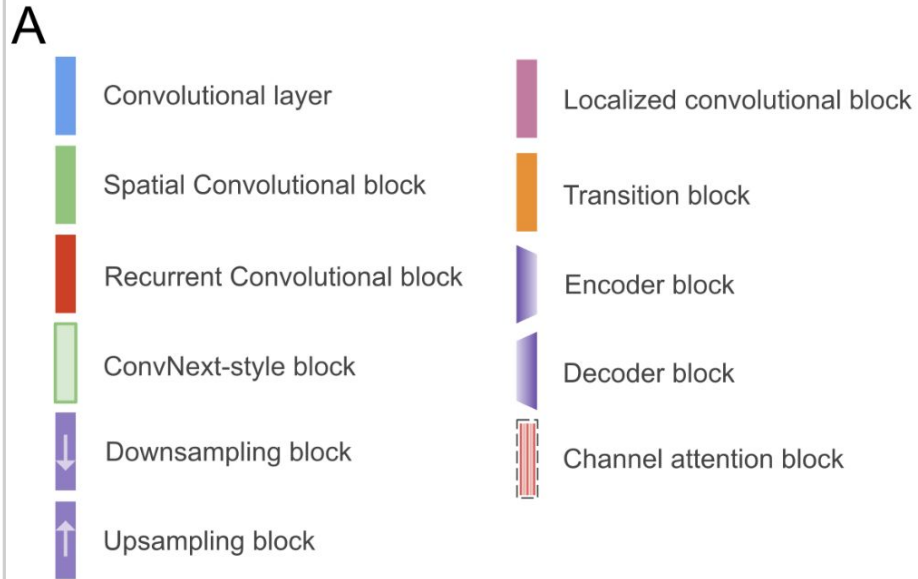 A
Convolutional layer
Spatial Convolutional block
Recurrent Convolutional block
ConvNext-style block
Downsampling block
Upsampling block
Localized convolutional block
Transition block
Encoder block
Decoder block
Channel attention block